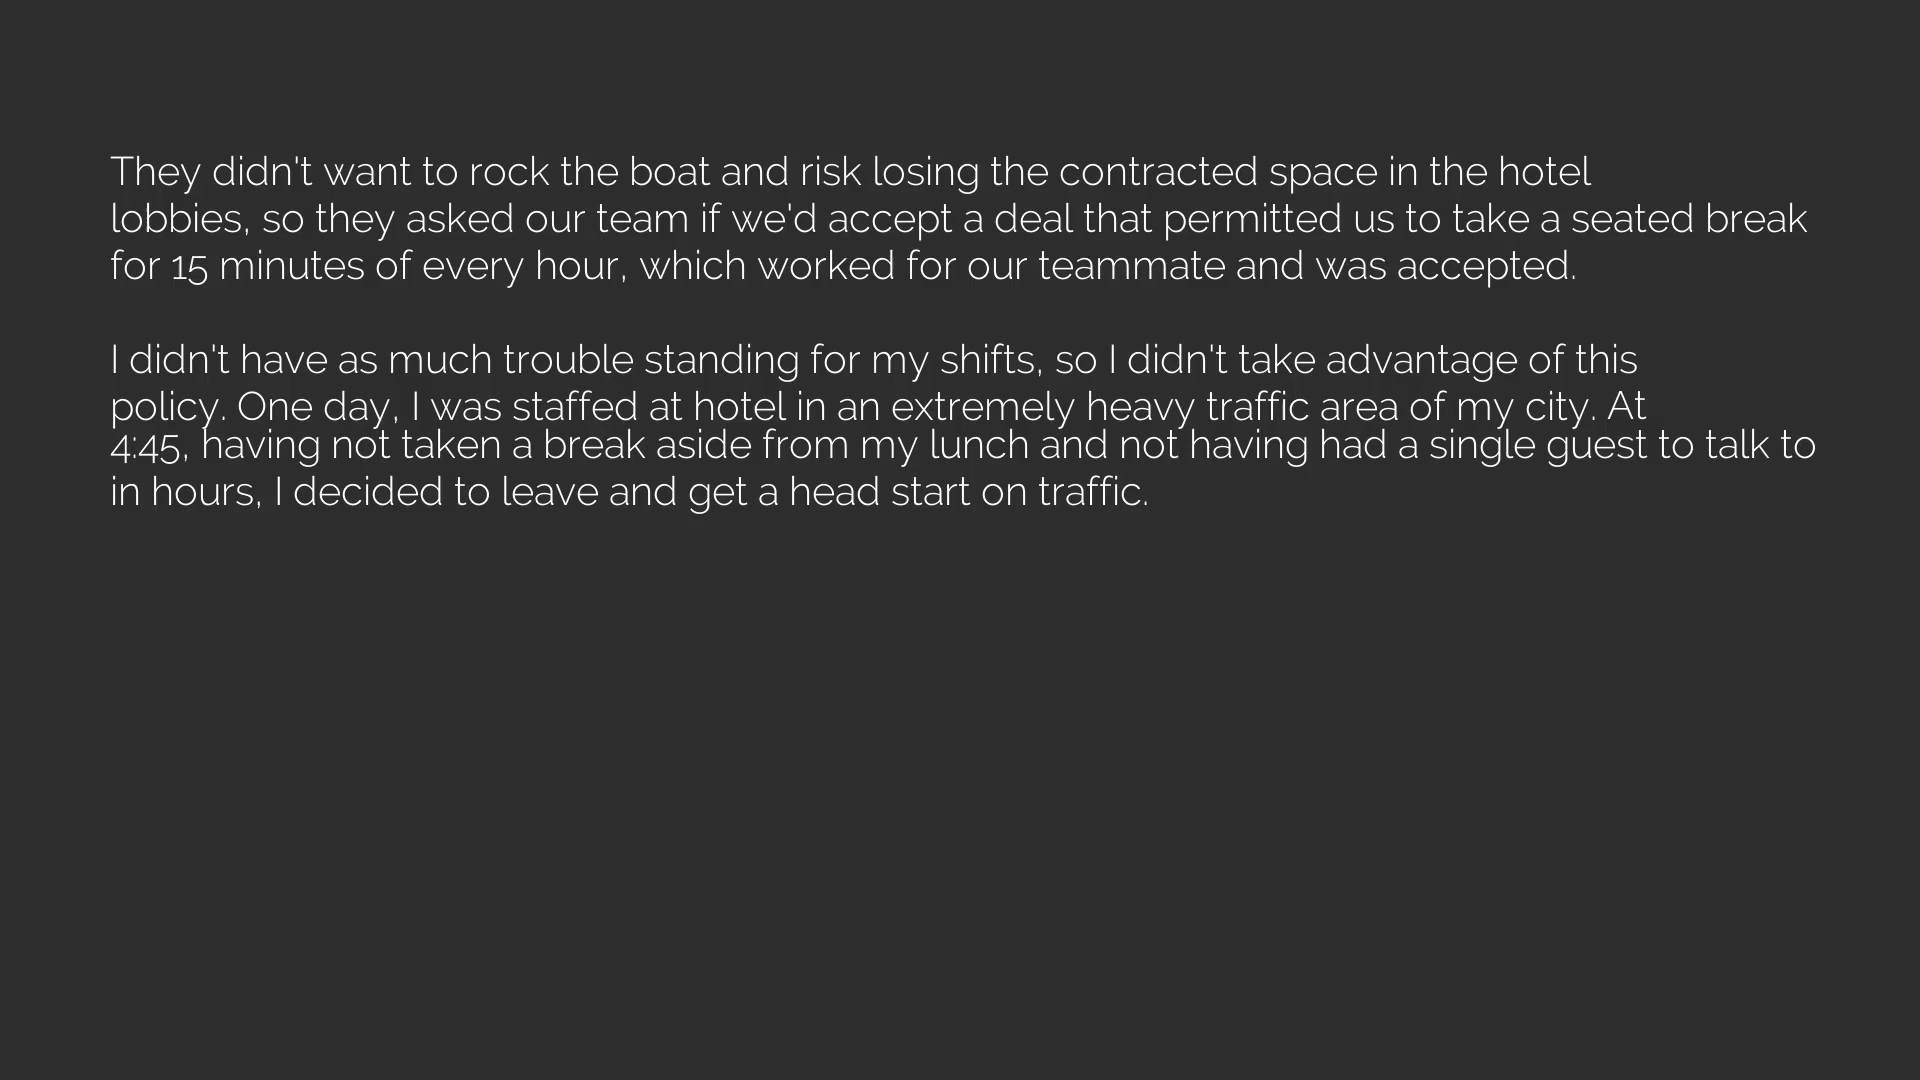 They didn't want to rock the boat and risk losing the contracted space in the hotel
lobbies, so they asked our team if we'd accept a deal that permitted us to take a seated break
for 15 minutes of every hour, which worked for our teammate and was accepted.
I didn't have as much trouble standing for my shifts, so I didn't take advantage of this
policy. One day, I was staffed at hotel in an extremely heavy traffic area of my city. At
4:45, having not taken a break aside from my lunch and not having had a single guest to talk to
in hours, I decided to leave and get a head start on traffic.